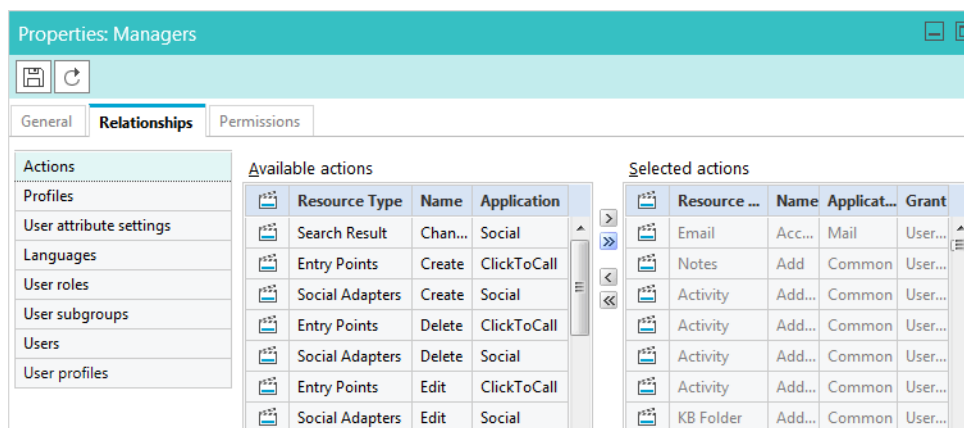 Properties: Managers
General Relationships Permissions
Actions
Profiles
User attribute settings
Languages
User roles
User subgroups
Users
User profiles
Available actions
Resource Type Name Application
Search Result Chan... Social
Entry Points Create ClickToCall
Social Adapters Create Social
Entry Points Delete ClickToCall
Social Adapters Delete Social
Entry Points Edit ClickToCall
Social Adapters Edit Social
Selected actions
Resource ... Name Applicat... Grant
Email Acc... Mail User...
Notes Add Common User...
Activity Add... Common User...
Activity Add... Common User...
Activity Add... Common User...
Activity Add... Common User...
KB Folder Add... Common User...